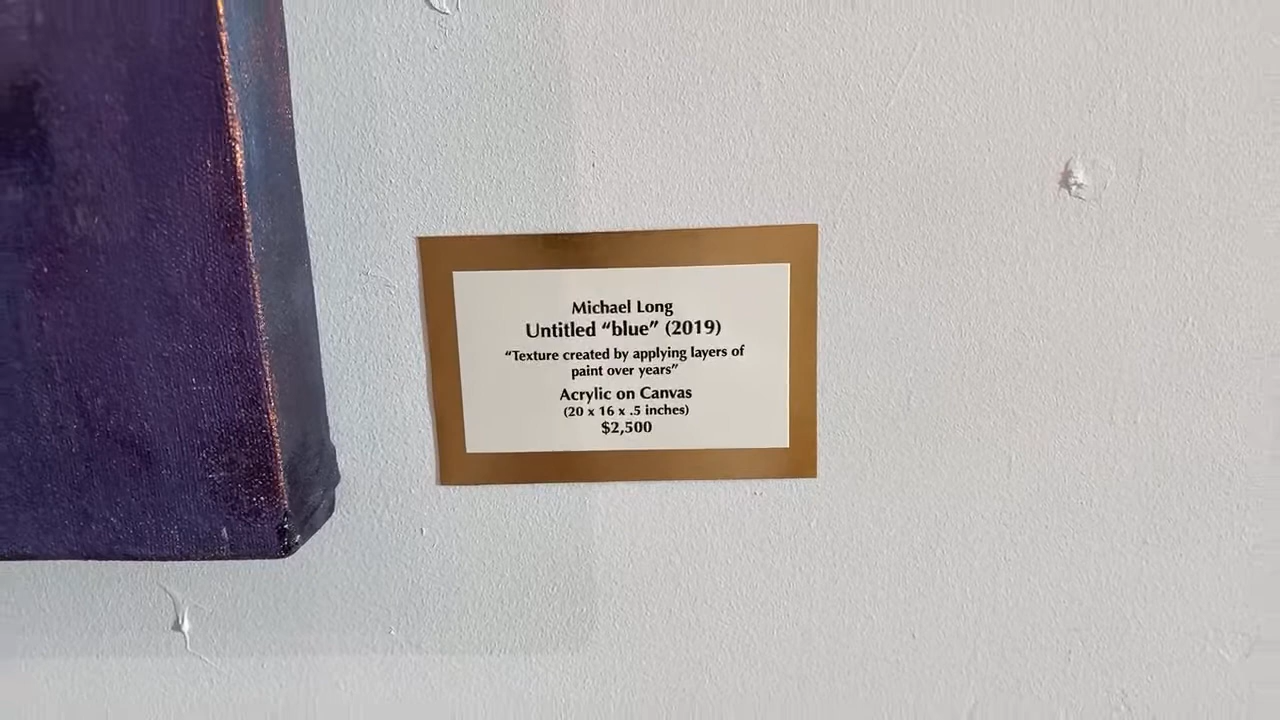 Michael Long
Untitled “blue” (2019)
“Texture created by applying layers of
paint over years”
Acrylic on Canvas
(20 x 16 x .5 inches)
$2,500